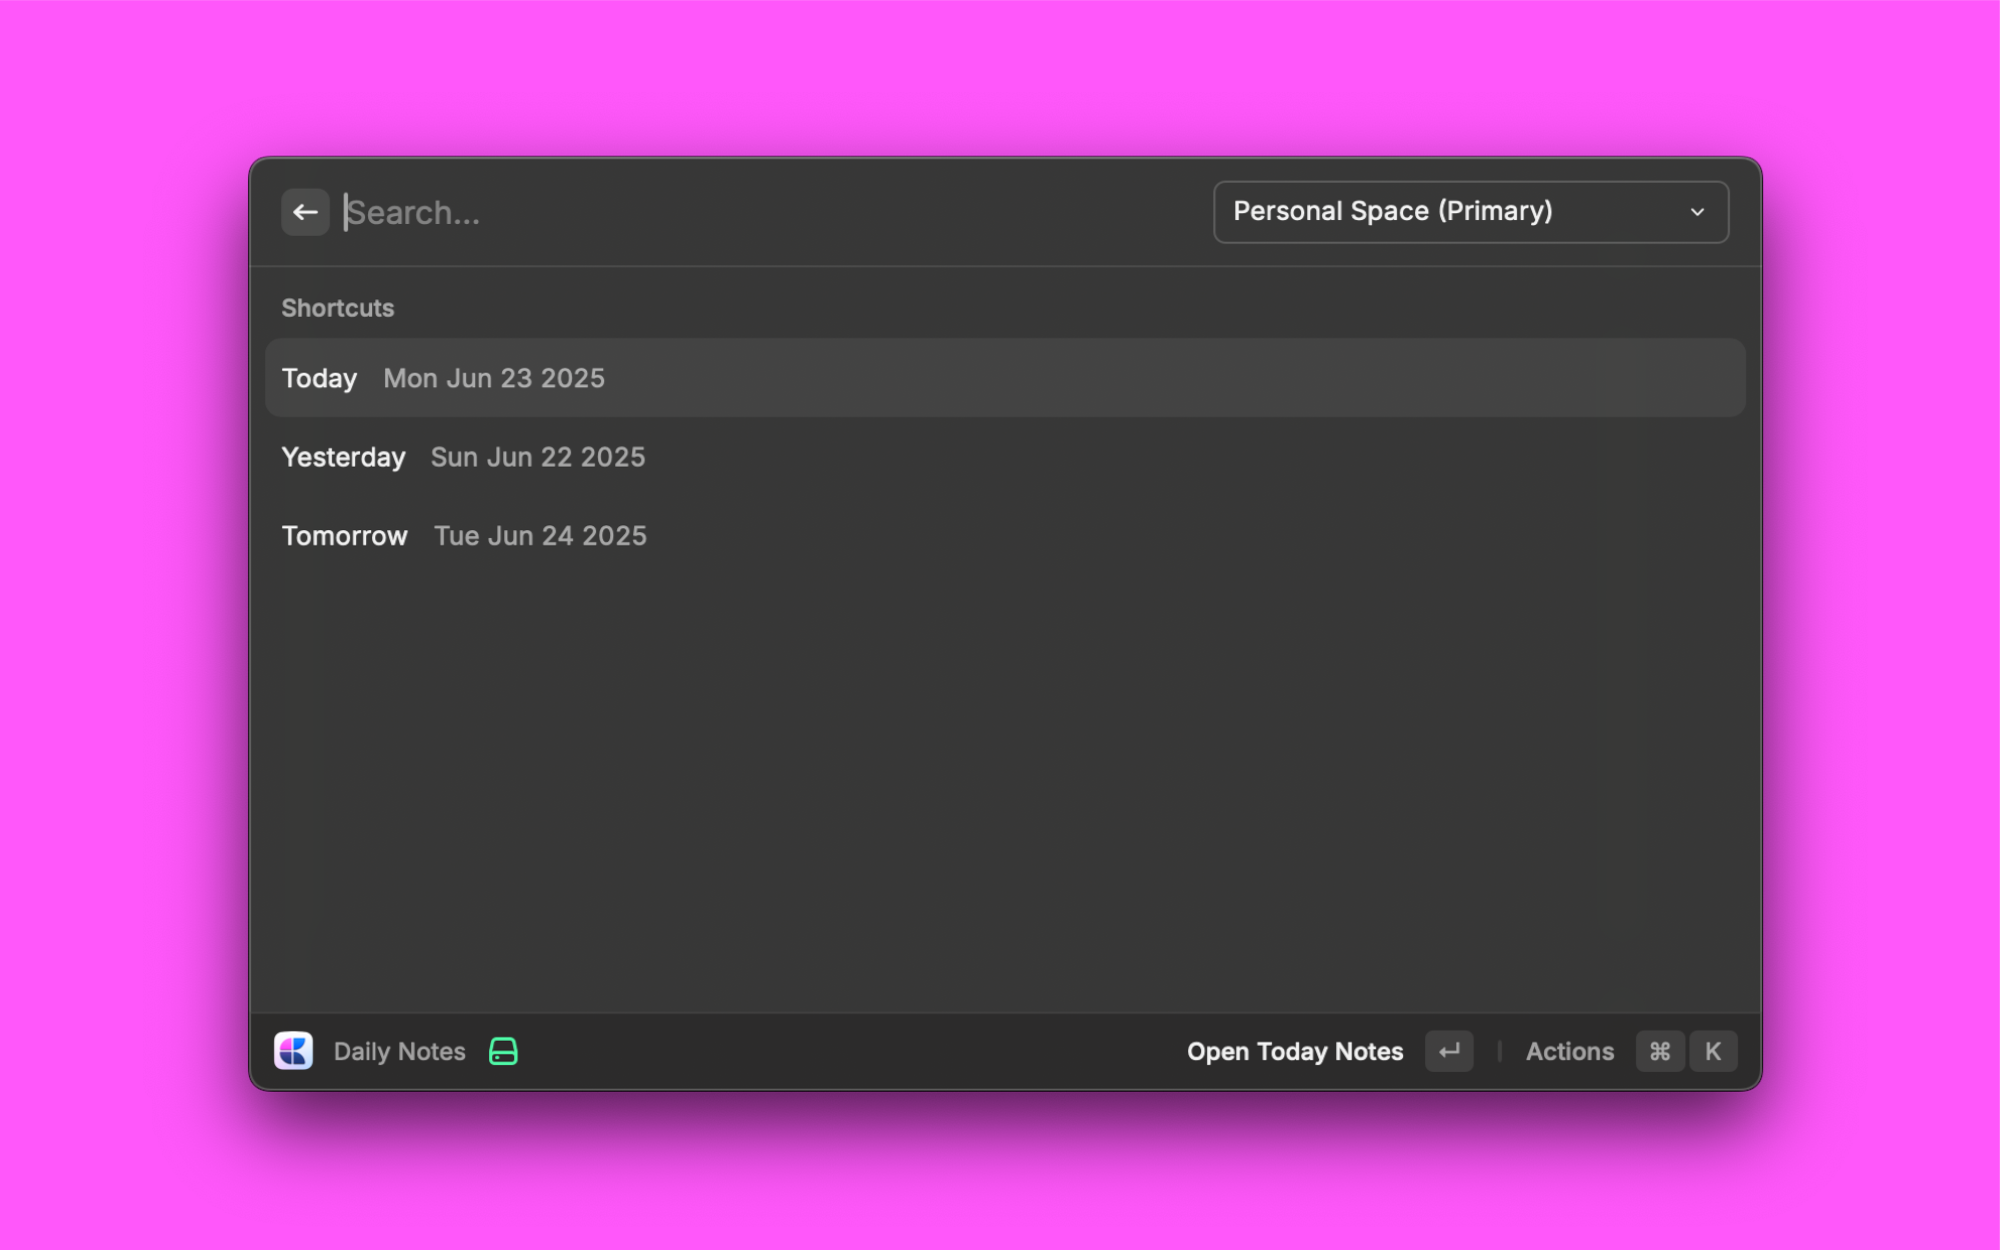 Search...
Personal Space (Primary)
Shortcuts
Today Mon Jun 23 2025
Yesterday Sun Jun 22 2025
Tomorrow Tue Jun 24 2025
Daily Notes
Open Today Notes ↵ | Actions ⌘ K